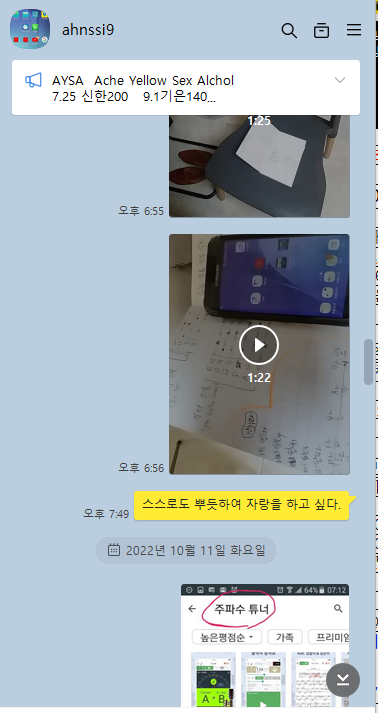 ahnssi9
AYSA Ache Yellow Sex Alchol
7.25 신한200 9.1기은140...
1:25
오후 6:55
1:22
오후 6:56
스스로도 뿌듯하여 자랑을 하고 싶다.
오후 7:49
2022년 10월 11일 화요일
64% 07:12
주파수 튜너
높은평점순
가족
프리미엄
A B